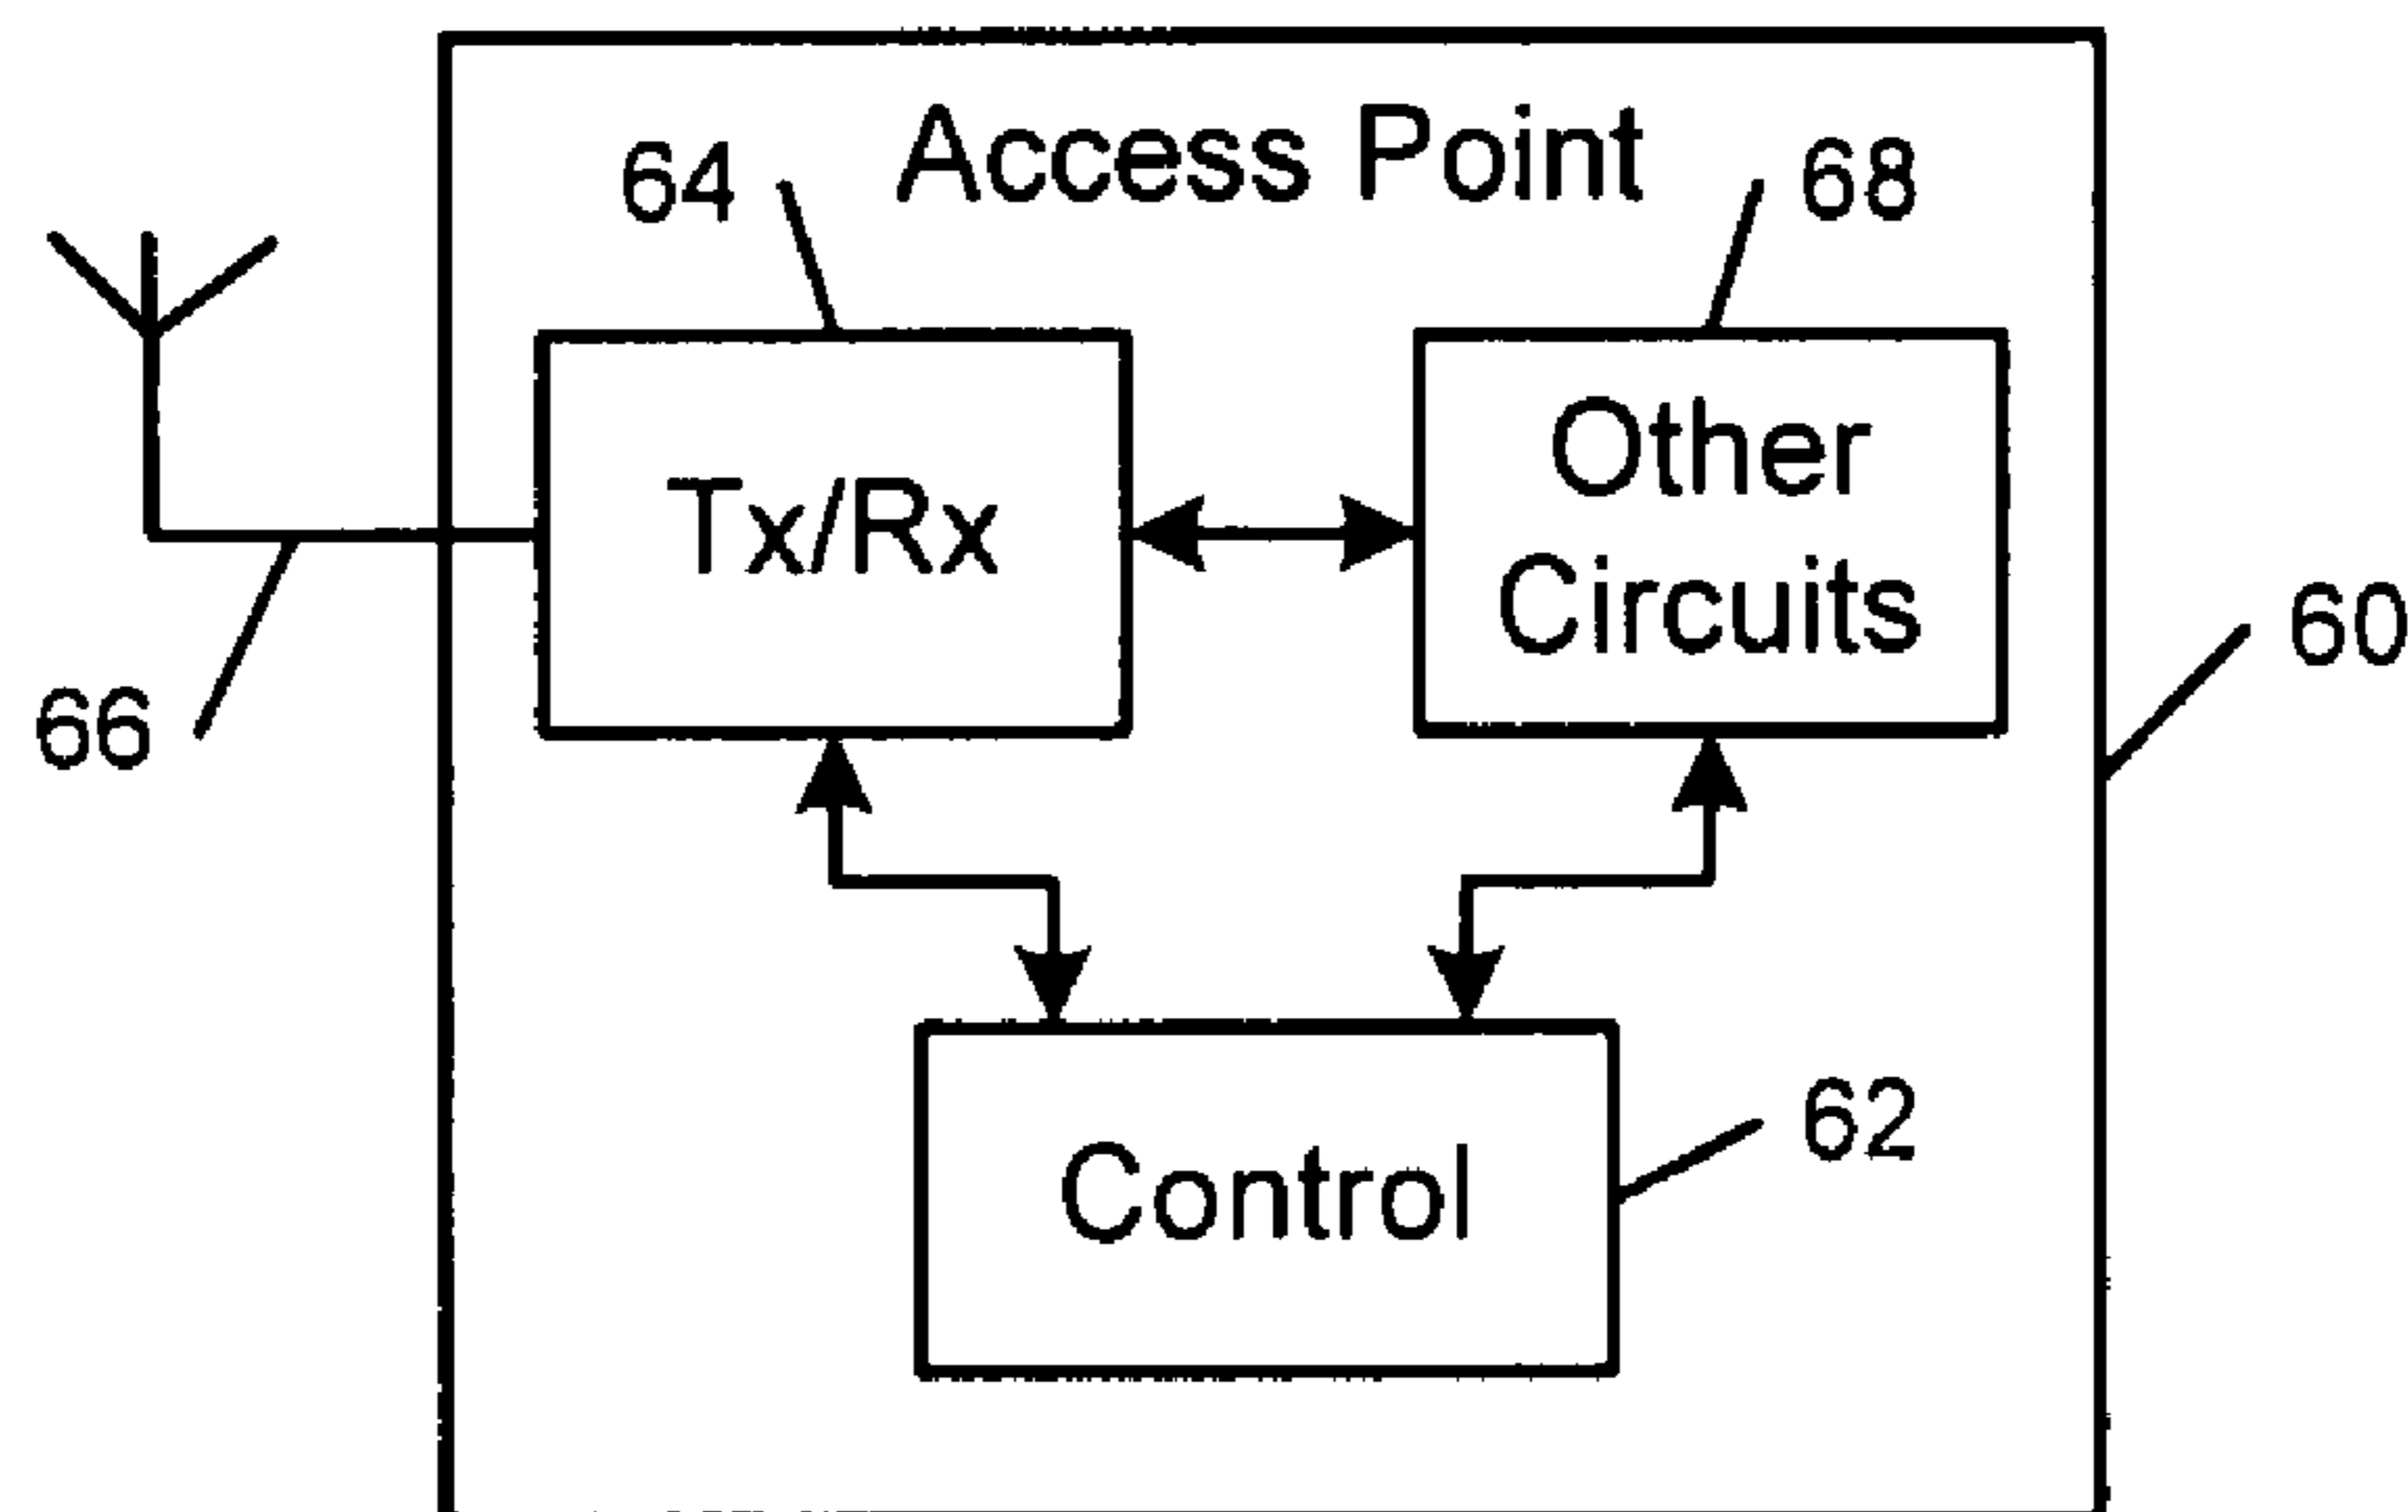 Access Point
64
68
Tx/Rx
Other
Circuits
60
66
62
Control